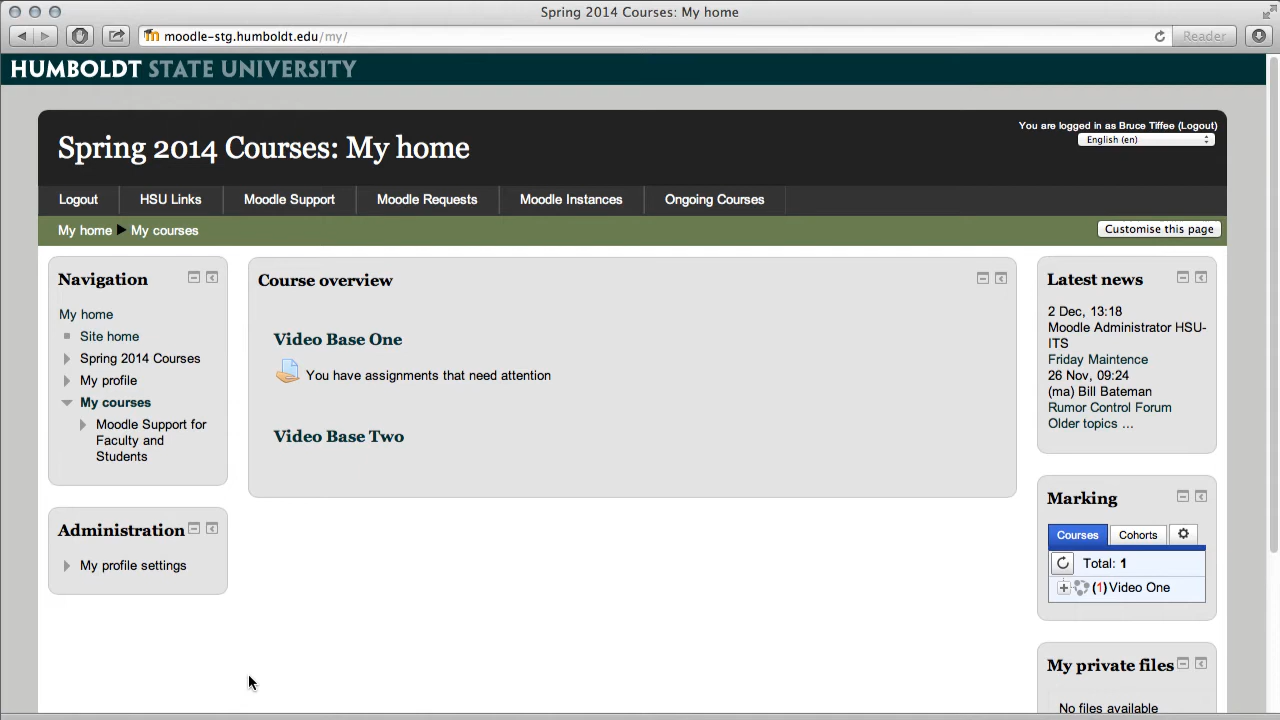 Spring 2014 Courses: My home
moodle-stg.humboldt.edu/my/
Reader
HUMBOLDT STATE UNIVERSITY
You are logged in as Bruce Tiffee (Logout)
English (en)
Spring 2014 Courses: My home
Logout
HSU Links
Moodle Support
Moodle Requests
Moodle Instances
Ongoing Courses
My home ▶ My courses
Customise this page
Navigation
My home
Site home
Spring 2014 Courses
My profile
My courses
Moodle Support for
Faculty and
Students
Administration
My profile settings
Course overview
Video Base One
You have assignments that need attention
Video Base Two
Latest news
2 Dec, 13:18
Moodle Administrator HSU-
ITS
Friday Maintence
26 Nov, 09:24
(ma) Bill Bateman
Rumor Control Forum
Older topics ...
Marking
Courses
Cohorts
Total: 1
(1) Video One
My private files
No files available